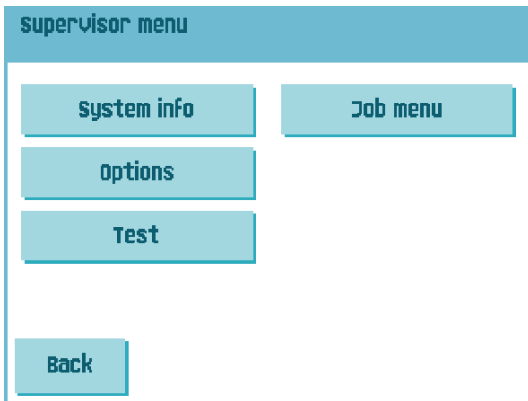 Supervisor menu
System info
Job menu
Options
Test
Back